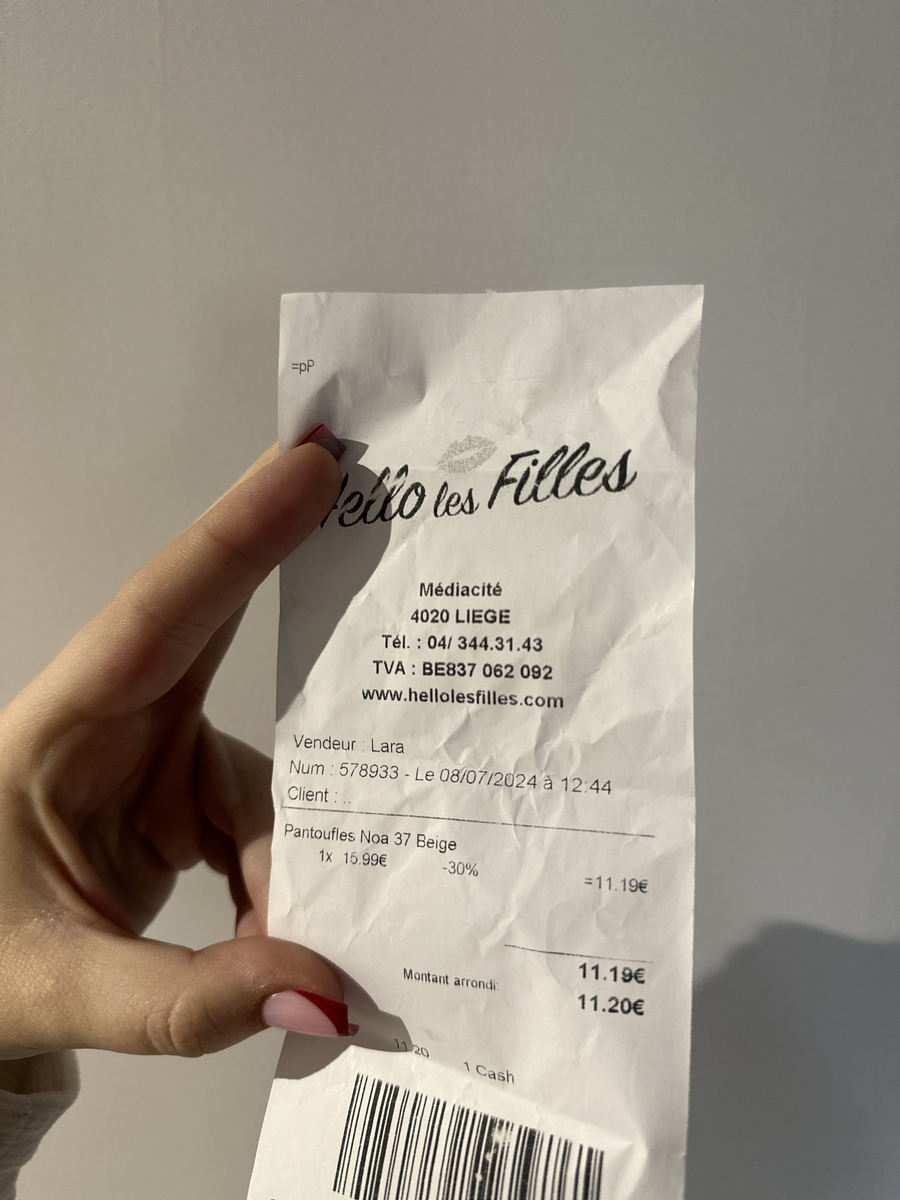 =pP
Hello les Filles
Médiacité
4020 LIEGE
Tél. : 04/ 344.31.43
TVA : BE837 062 092
www.hellolesfilles.com
Vendeur : Lara
Num : 578933 - Le 08/07/2024 à 12:44
Client : ..
Pantoufles Noa 37 Beige
1x 15.99€ -30% =11.19€
11.19€
Montant arrondi: 11.20€
11.20 1 Cash